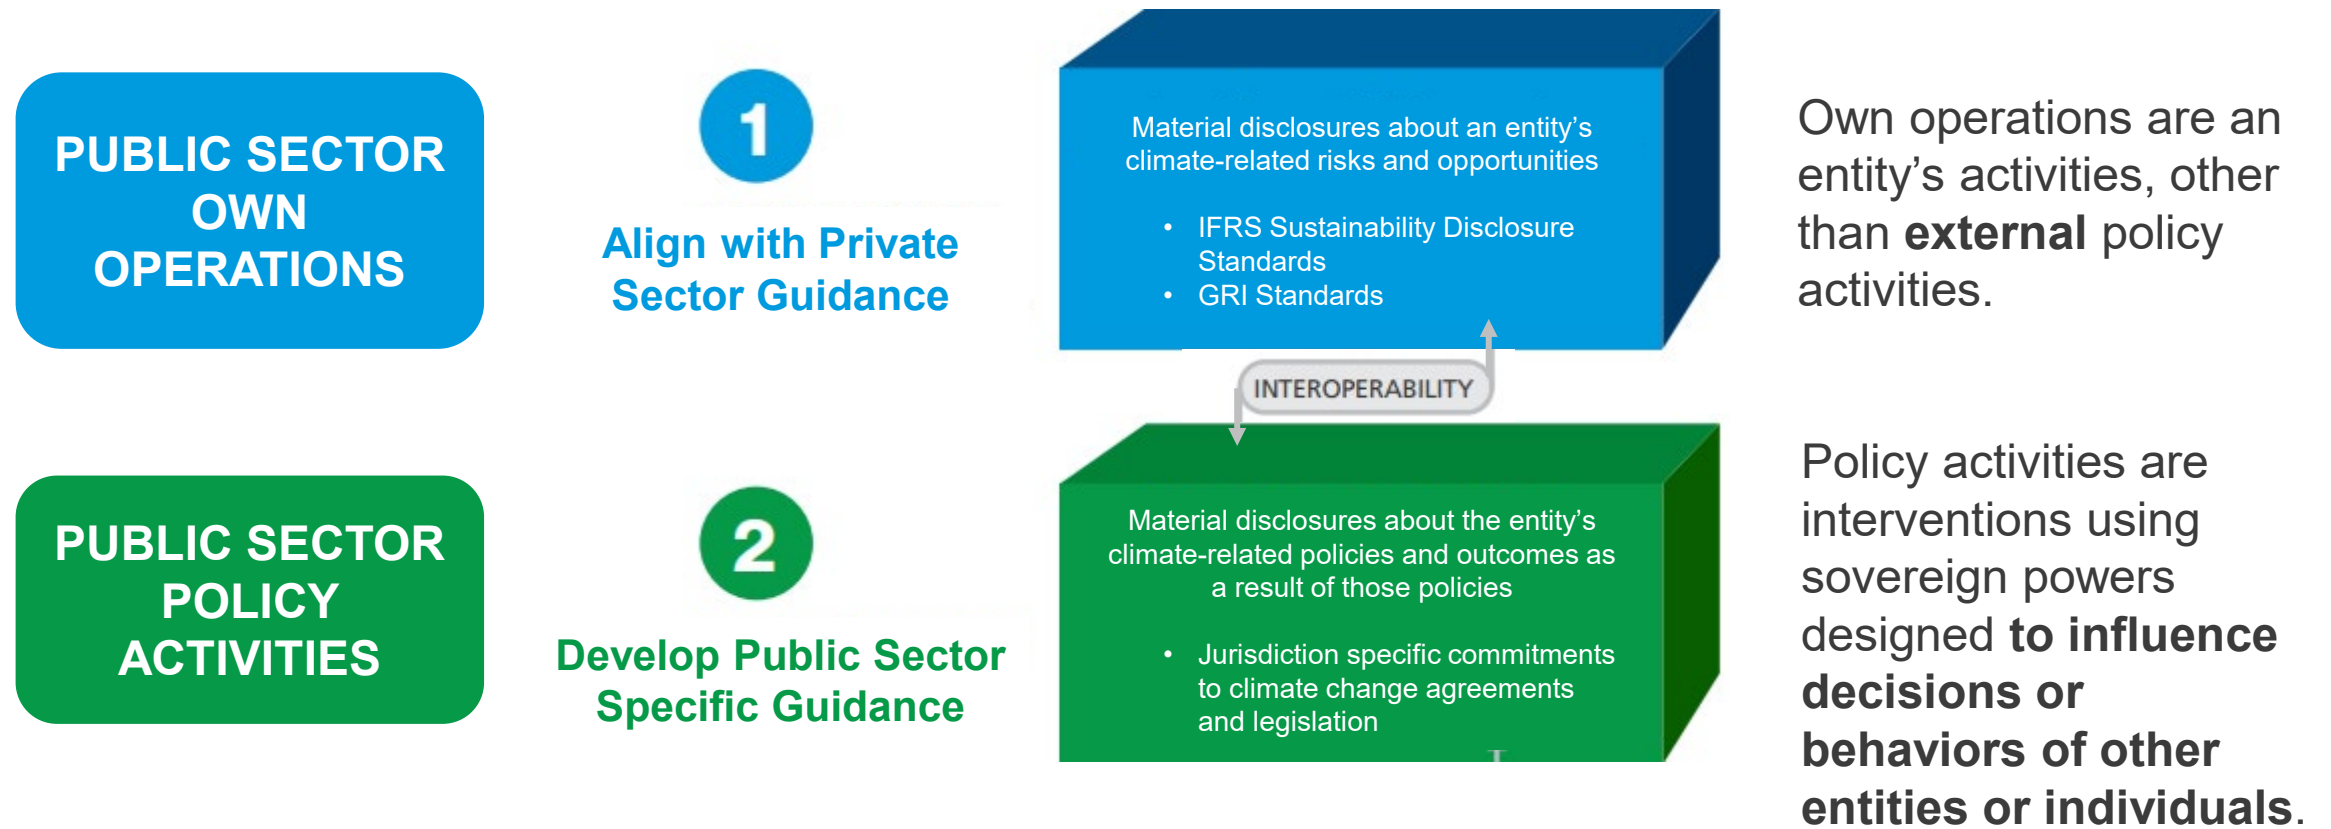 PUBLIC SECTOR
OWN
OPERATIONS
1
Align with Private
Sector Guidance
Material disclosures about an entity’s
climate-related risks and opportunities
• IFRS Sustainability Disclosure
Standards
• GRI Standards
Own operations are an
entity’s activities, other
than external policy
activities.
INTEROPERABILITY
PUBLIC SECTOR
POLICY
ACTIVITIES
2
Develop Public Sector
Specific Guidance
Material disclosures about the entity’s
climate-related policies and outcomes as
a result of those policies
• Jurisdiction specific commitments
to climate change agreements
and legislation
Policy activities are
interventions using
sovereign powers
designed to influence
decisions or
behaviors of other
entities or individuals.